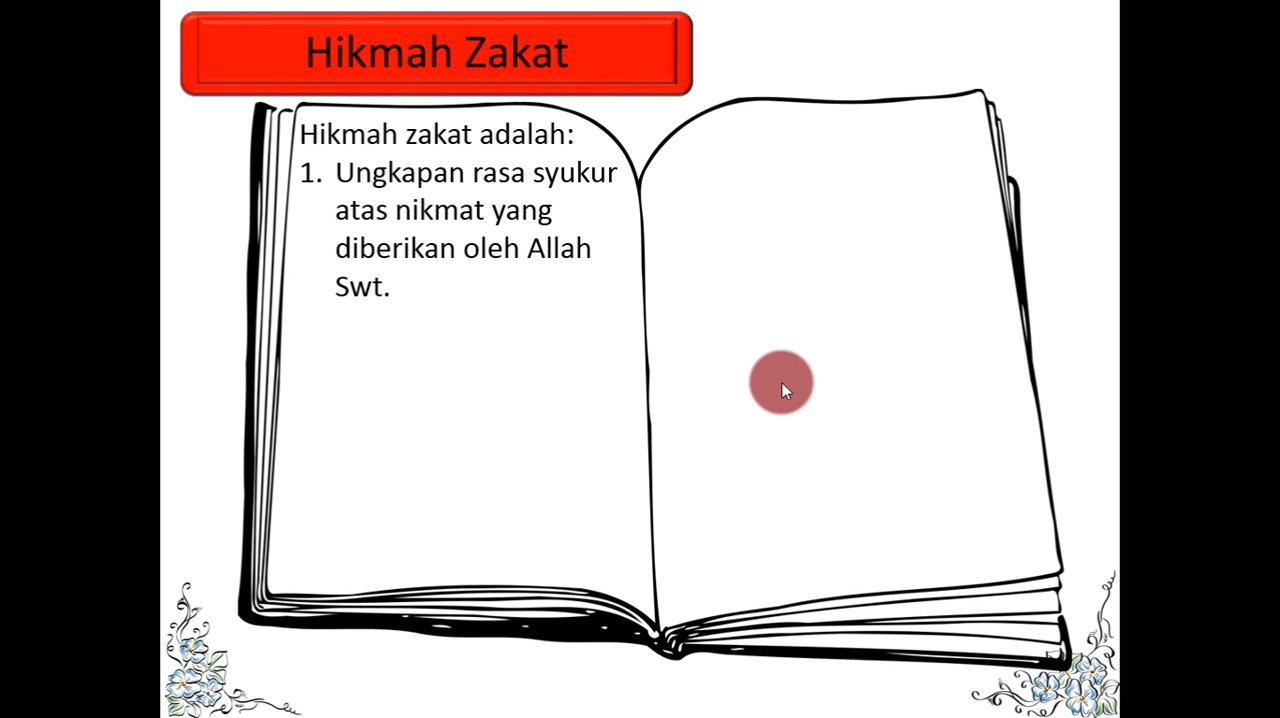 Hikmah Zakat
Hikmah zakat adalah:
1. Ungkapan rasa syukur
atas nikmat yang
diberikan oleh Allah
Swt.